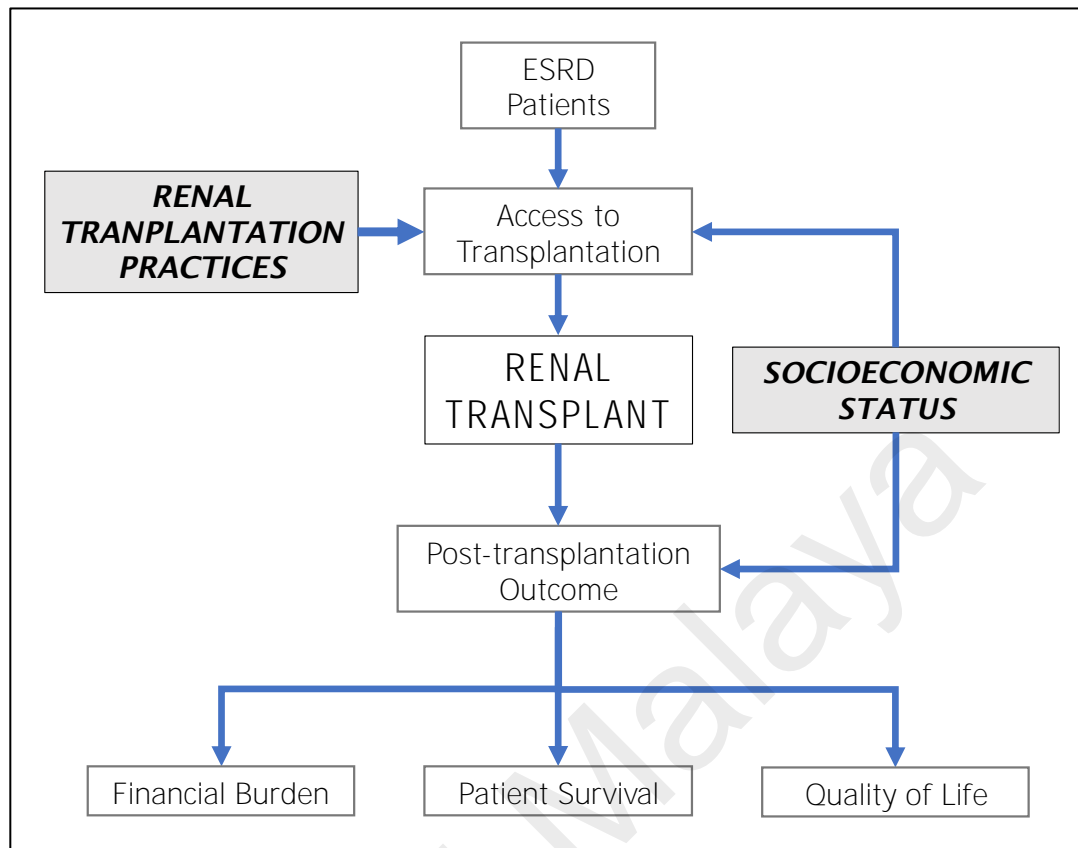 ESRD
Patients
RENAL
TRANPLANTATION
PRACTICES
Access to
Transplantation
RENAL
TRANSPLANT
SOCIOECONOMIC
STATUS
Post-transplantation
Outcome
Financial Burden
Patient Survival
Quality of Life
Malaya